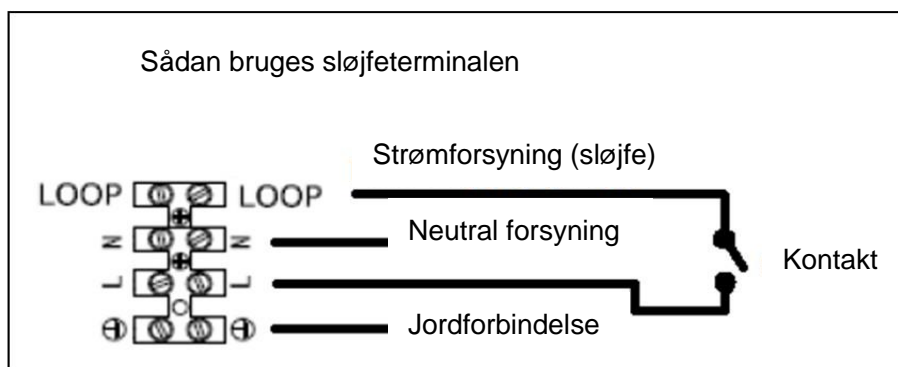 Sådan bruges sløjfeterminalen
Strømforsyning (sløjfe)
LOOP LOOP
N N Neutral forsyning
Kontakt
L L
Jordforbindelse